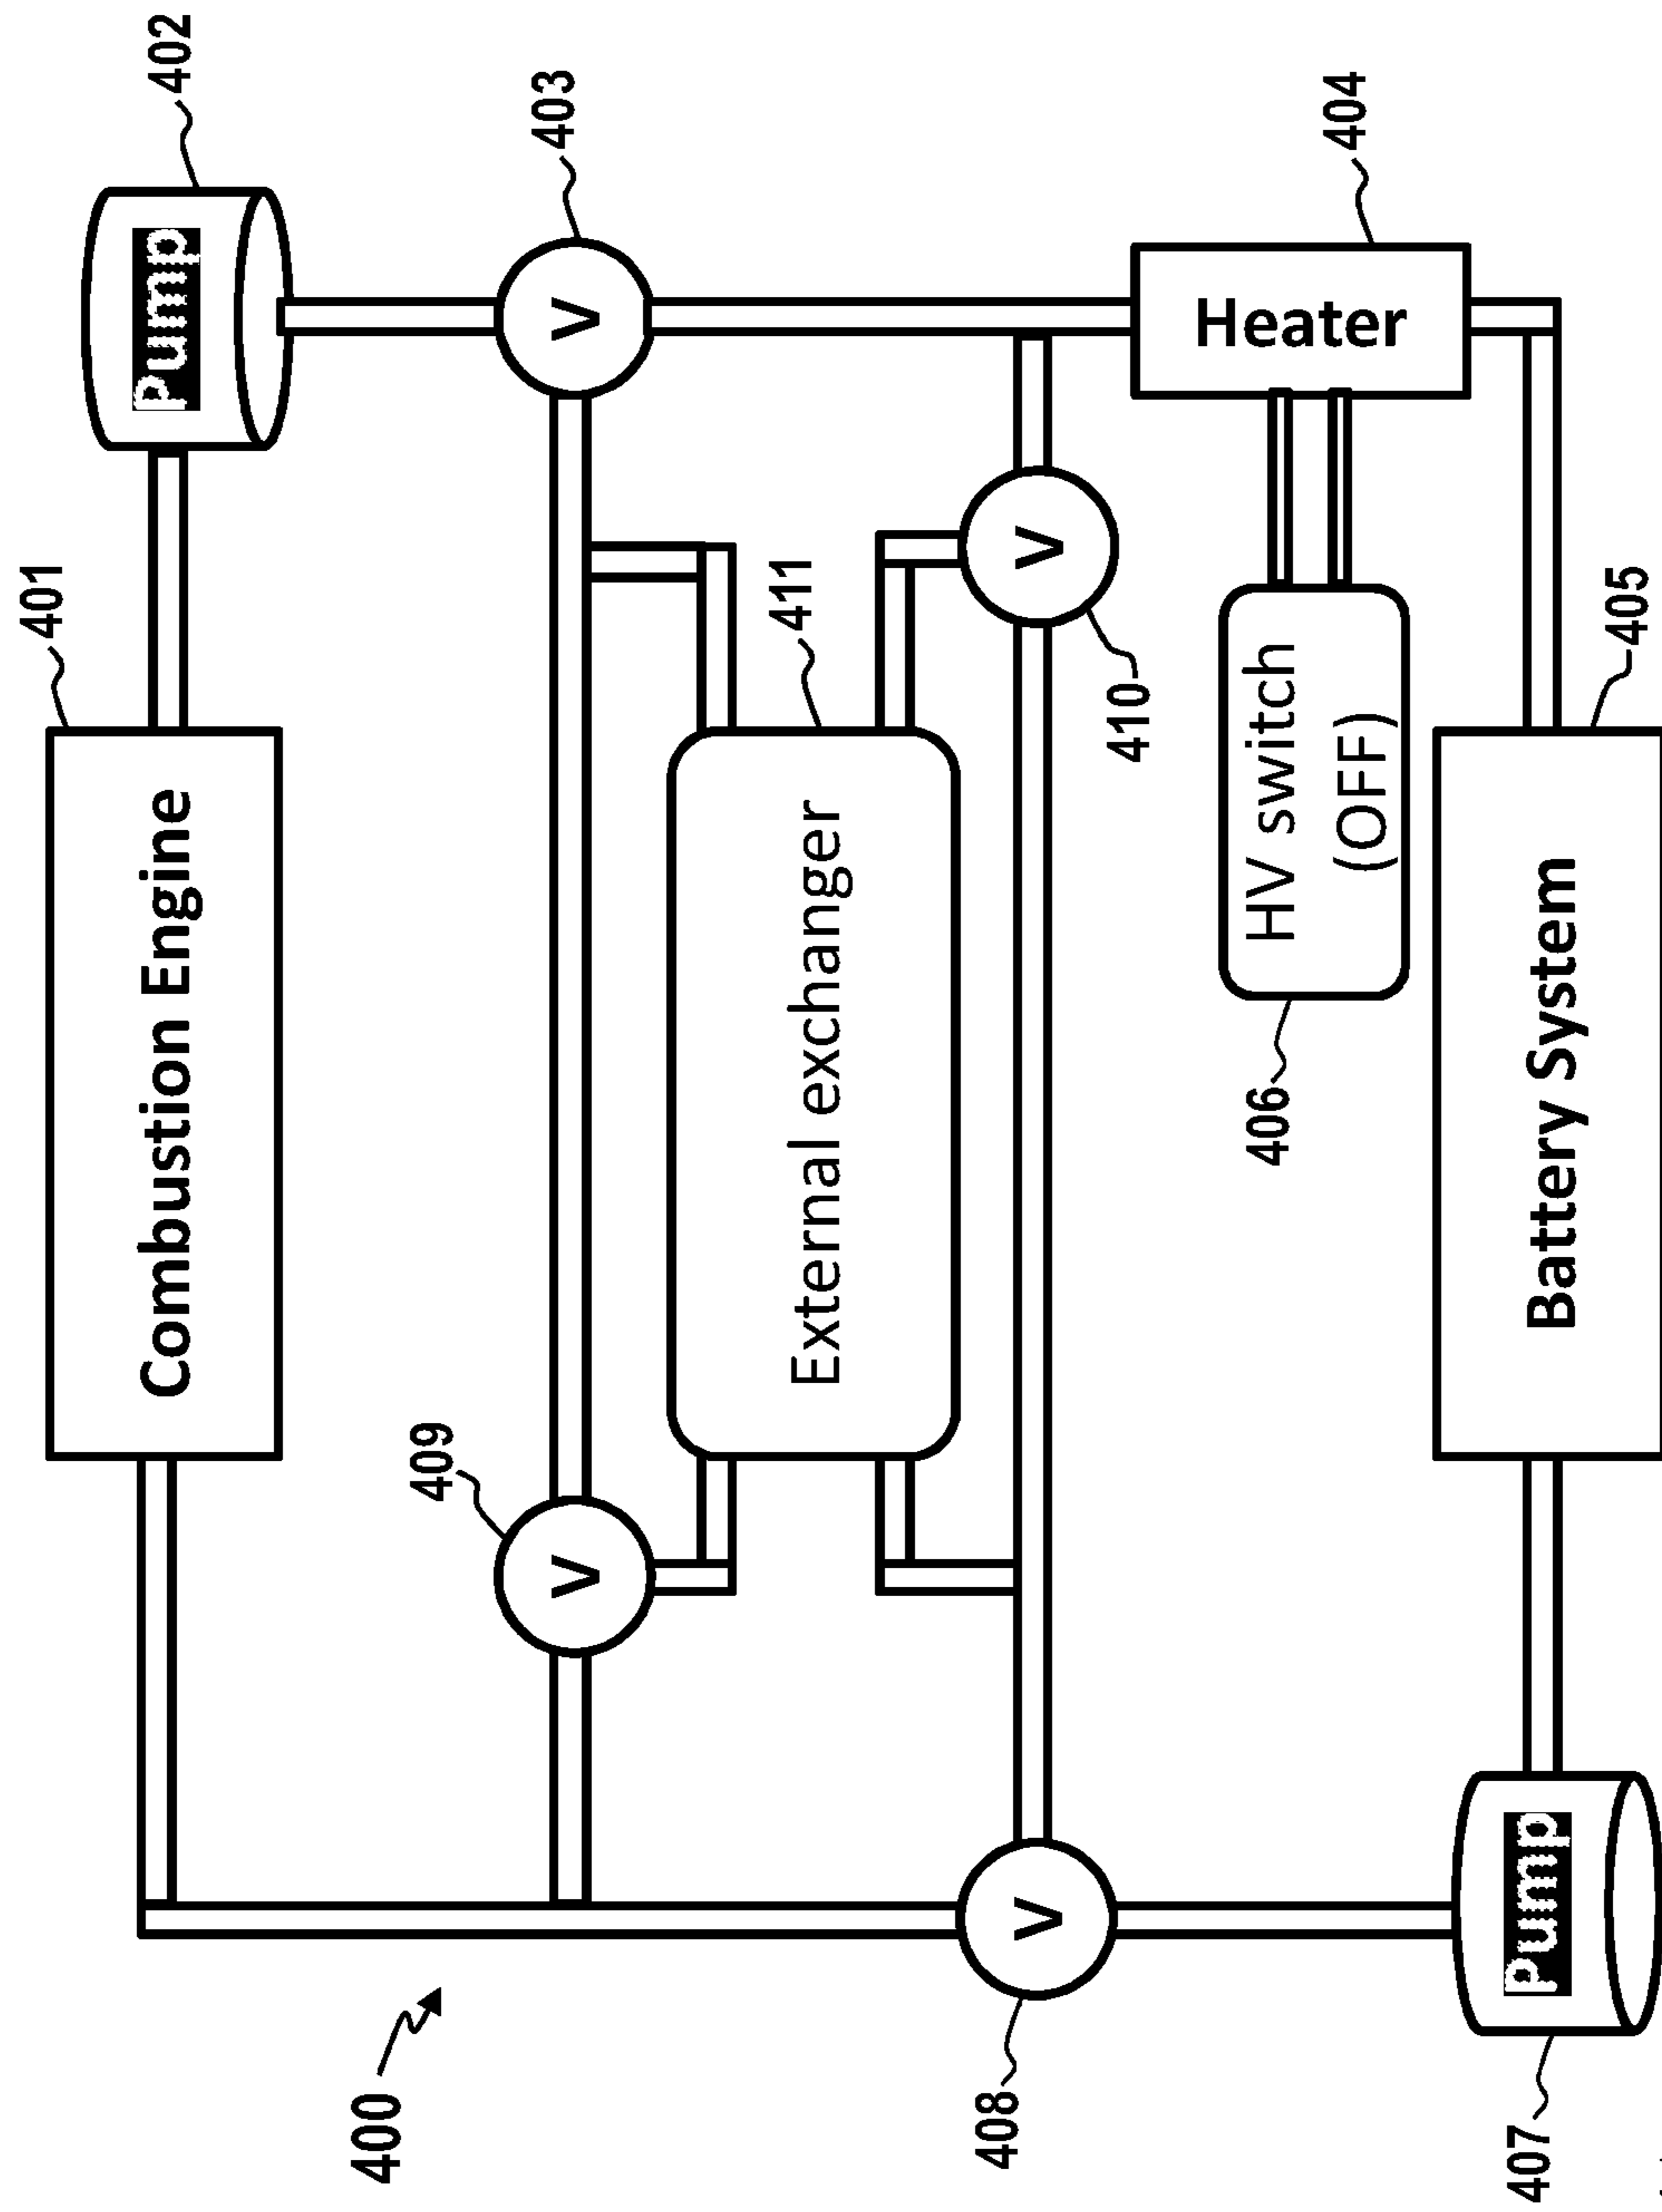 402
Pump
403
401
Combustion Engine
V
404
Heater
411
External exchanger
V
410
405
HV switch
(OFF)
406
Battery System
409
V
400
V
408
Pump
407